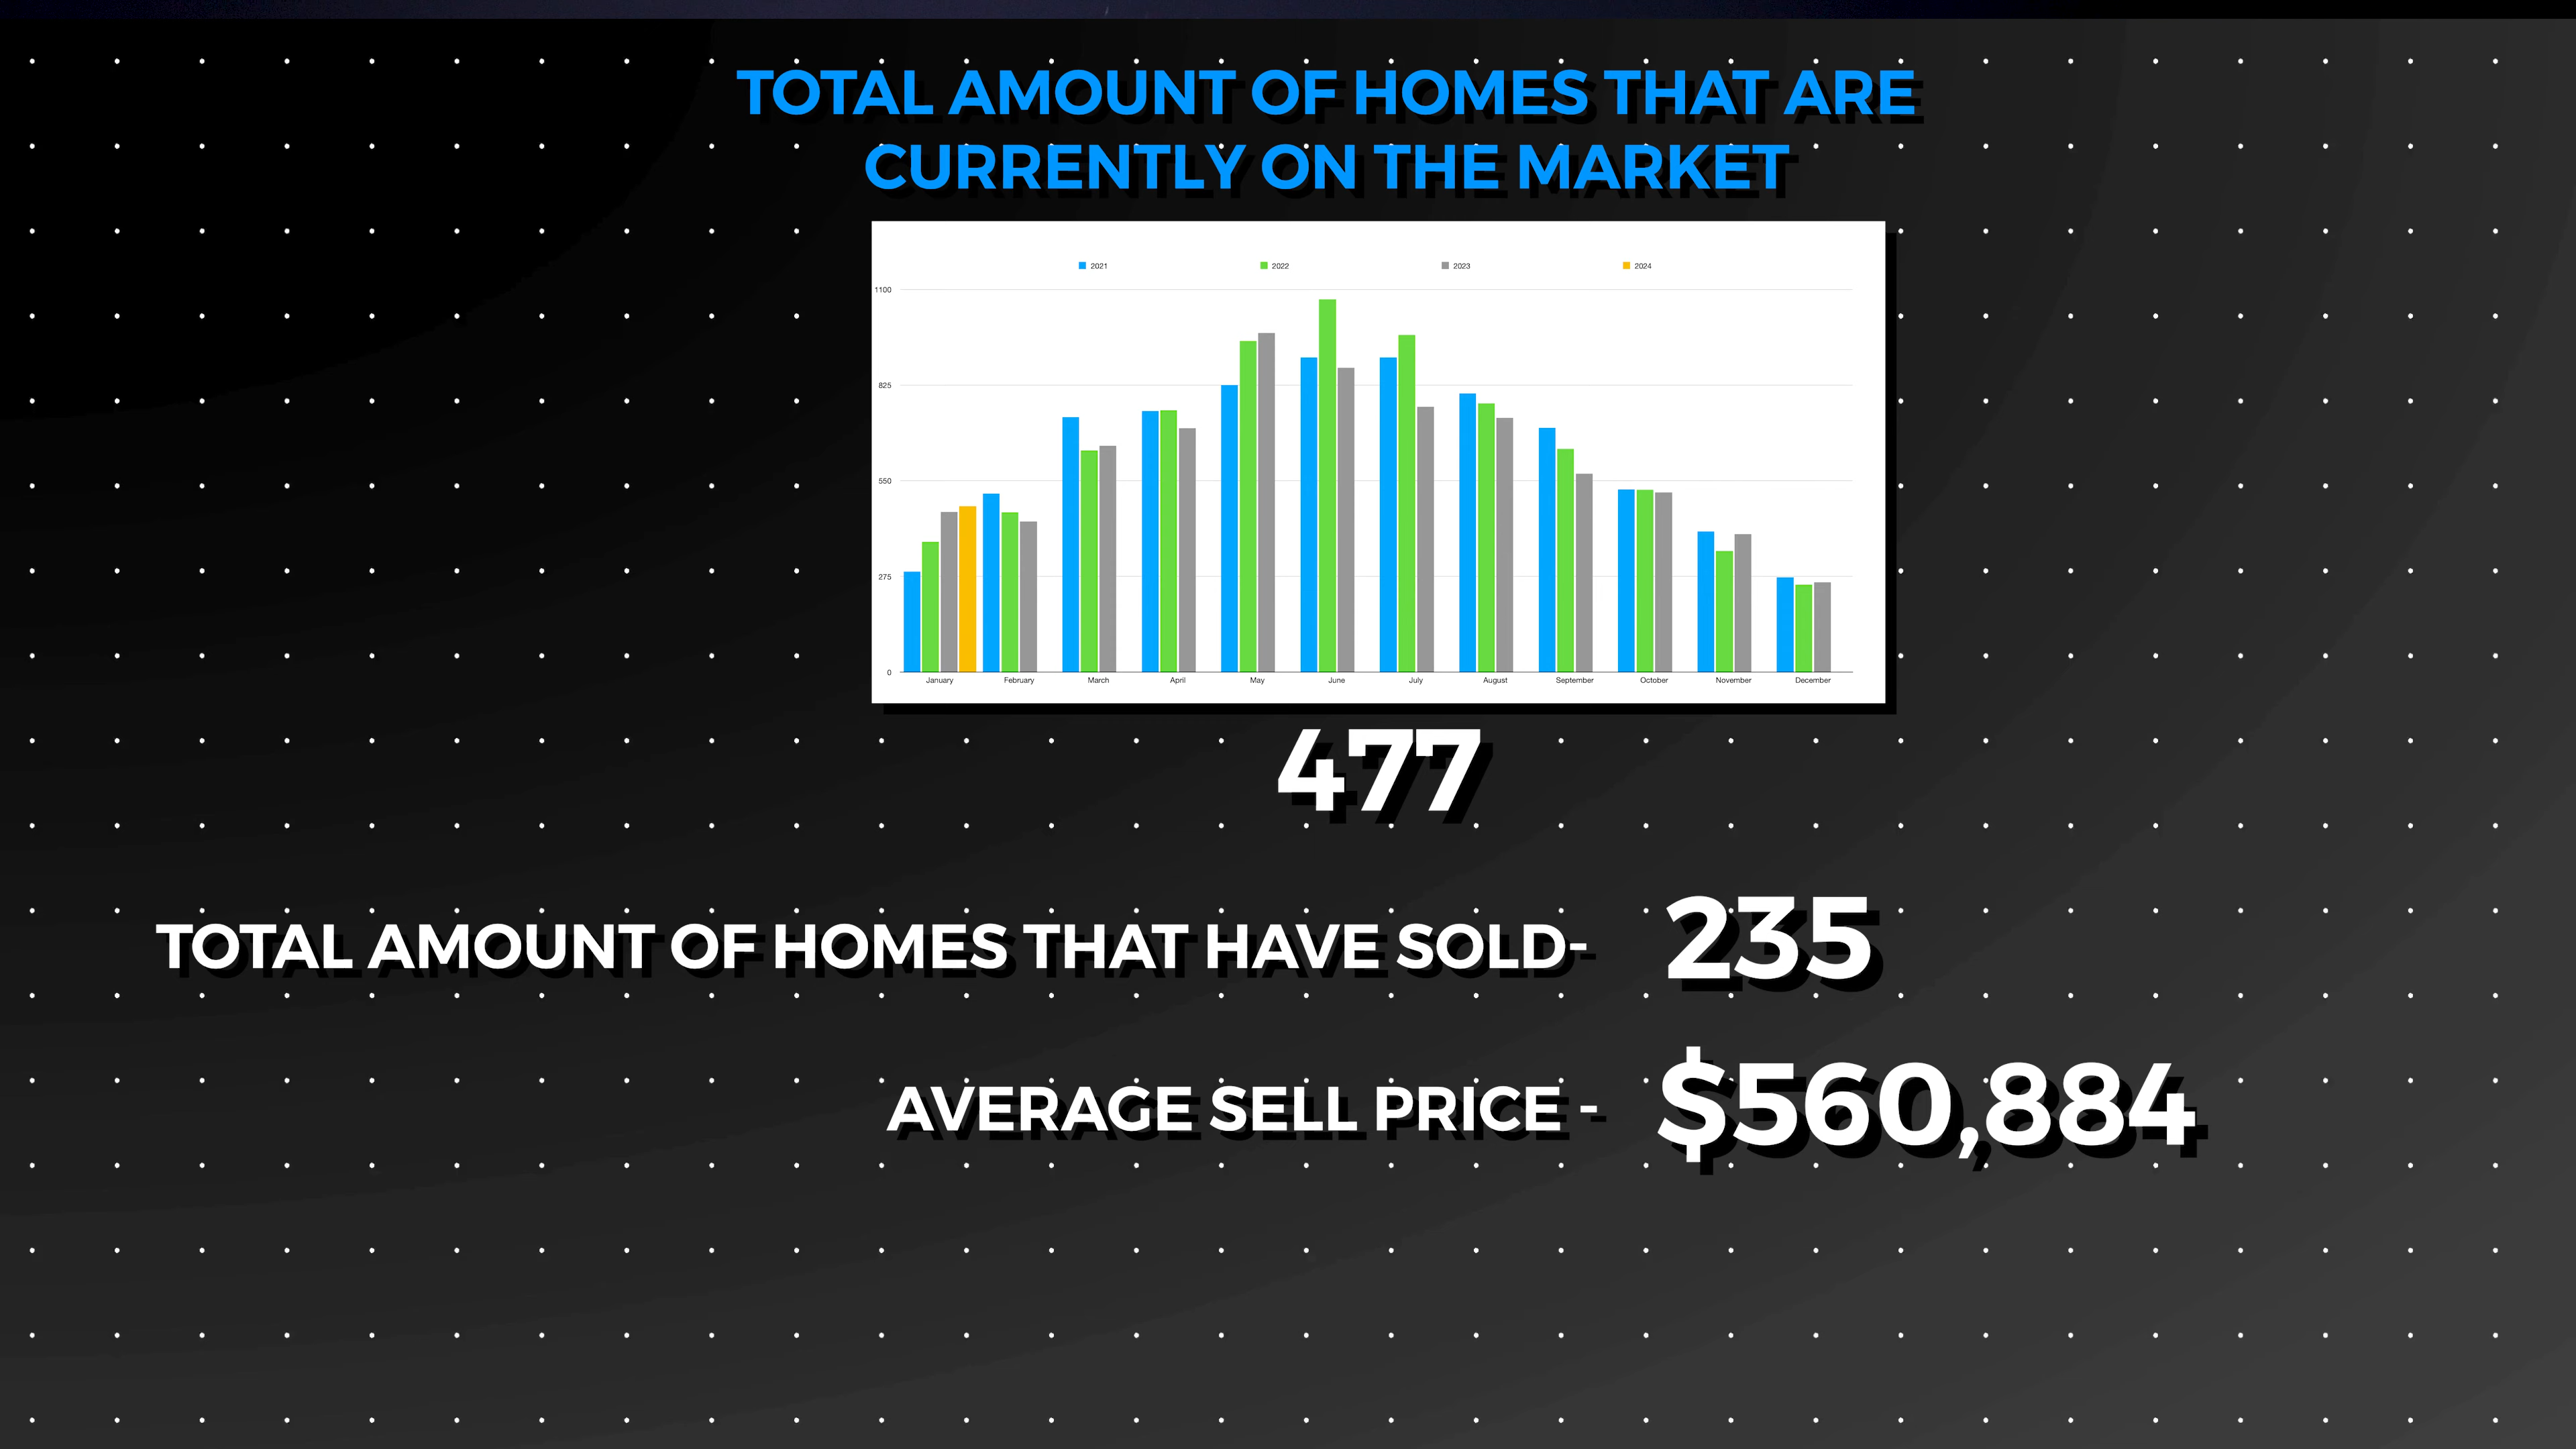 TOTAL AMOUNT OF HOMES THAT ARE
CURRENTLY ON THE MARKET
2021 2022 2023 2024
1100
825
550
275
0
January February March April May June July August September October November December
477
TOTAL AMOUNT OF HOMES THAT HAVE SOLD- 235
AVERAGE SELL PRICE - $560,884